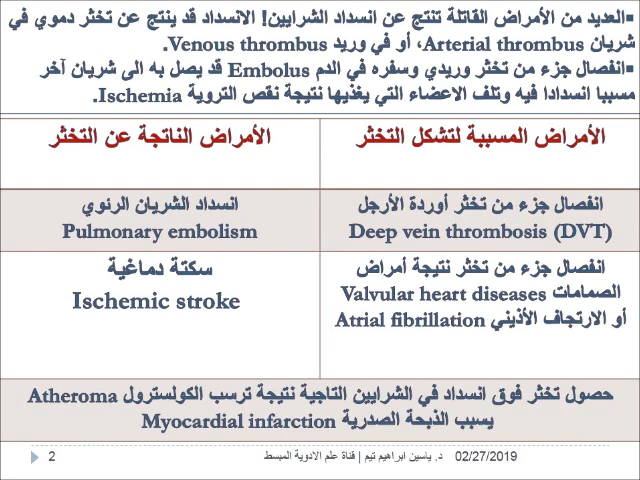 ▪العديد من الأمراض القاتلة تنتج عن انسداد الشرايين! الانسداد قد ينتج عن تخثر دموي في
شريان Arterial thrombus، أو في وريد Venous thrombus.
▪انفصال جزء من تخثر وريدي وسفره في الدم Embolus قد يصل به الى شريان آخر
مسببا انسدادا فيه وتلف الاعضاء التي يغذيها نتيجة نقص التروية Ischemia.
الأمراض المسببة لتشكل التخثر
الأمراض الناتجة عن التخثر
انفصال جزء من تخثر أوردة الأرجل
Deep vein thrombosis (DVT)
انسداد الشريان الرئوي
Pulmonary embolism
انفصال جزء من تخثر نتيجة أمراض
الصمامات Valvular heart diseases
أو الارتجاف الأذيني Atrial fibrillation
سكتة دماغية
Ischemic stroke
حصول تخثر فوق انسداد في الشرايين التاجية نتيجة ترسب الكولسترول Atheroma
يسبب الذبحة الصدرية Myocardial infarction
2 د. ياسين ابراهيم تيم | قناة علم الادوية المبسط 02/27/2019